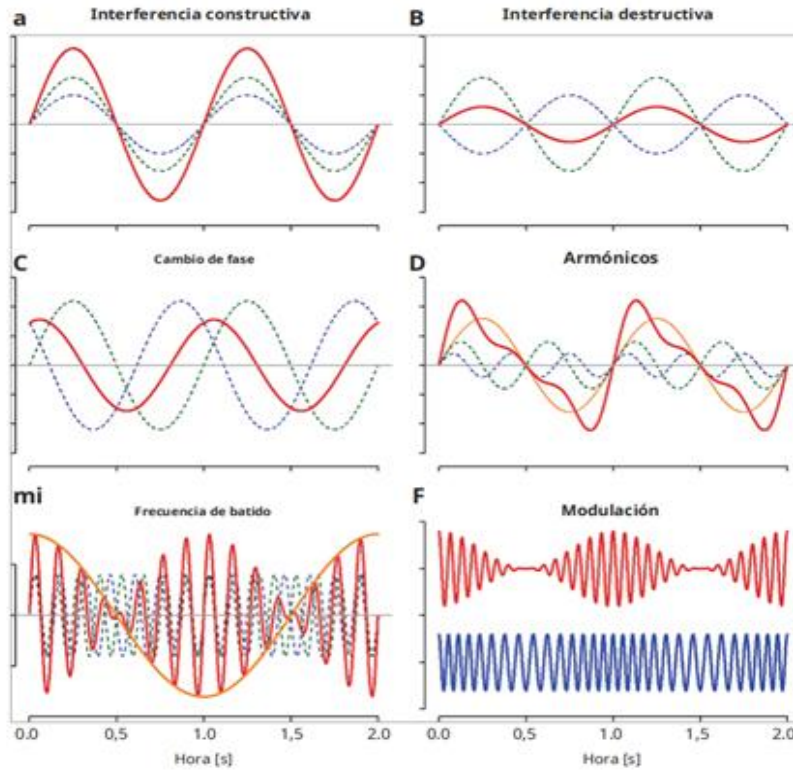 a Interferencia constructiva
B Interferencia destructiva
C Cambio de fase
D Armónicos
mi Frecuencia de batido
F Modulación
0.0 0,5 1.0 1,5 2.0
0.0 0,5 1.0 1,5 2.0
Hora [s]
Hora [s]